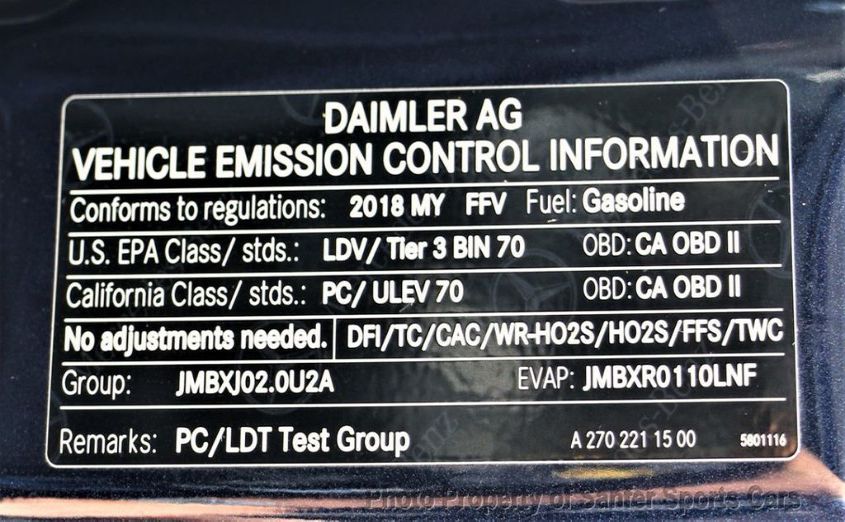 DAIMLER AG
VEHICLE EMISSION CONTROL INFORMATION
Conforms to regulations: 2018 MY FFV Fuel: Gasoline
U.S. EPA Class/ stds.: LDV/ Tier 3 BIN 70 OBD: CA OBD II
California Class/ stds.: PC/ ULEV 70 OBD: CA OBD II
No adjustments needed. DFI/TC/CAC/WR-HO2S/HO2S/FFS/TWC
Group: JMBXJ02.0U2A EVAP: JMBXR0110LNF
Remarks: PC/LDT Test Group A 270 221 15 00 5801116
Photo Property of Sanfer Sports Cars